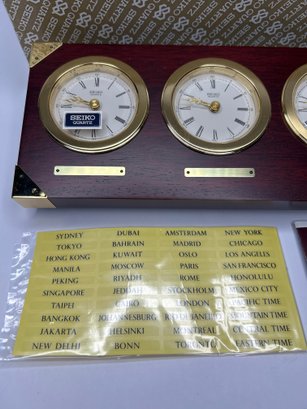 SEIKO QUARTZ
SEIKO
SEIKO
SEIKO
QUARTZ
SYDNEY DUBAI AMSTERDAM NEW YORK
TOKYO BAHRAIN MADRID CHICAGO
HONG KONG KUWAIT OSLO LOS ANGELES
MANILA MOSCOW PARIS SAN FRANCISCO
PEKING RIYADH ROME HONOLULU
SINGAPORE JEDDAH STOCKHOLM MEXICO CITY
TAIPEI CAIRO LONDON PACIFIC TIME
BANGKOK JOHANNESBURG RIO DE JANEIRO MOUNTAIN TIME
JAKARTA HELSINKI MONTREAL CENTRAL TIME
NEW DELHI BONN TORONTO EASTERN TIME